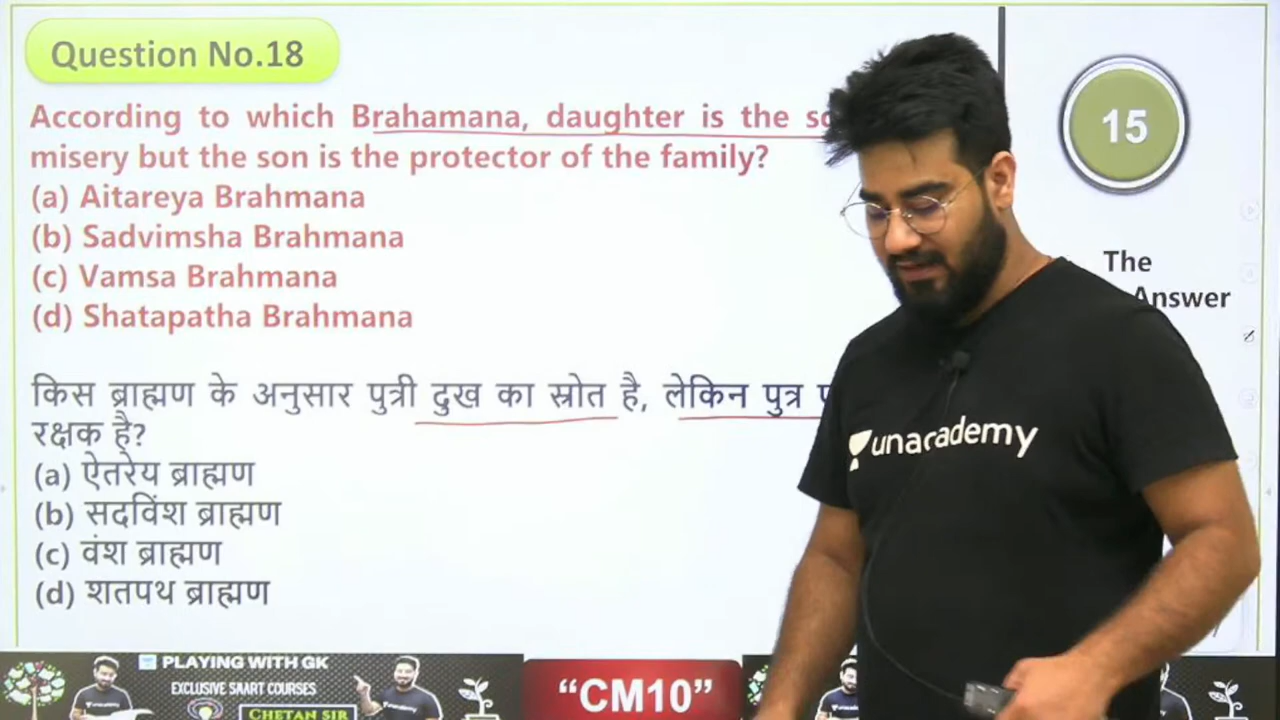 Question No.18
According to which Brahamana, daughter is the
misery but the son is the protector of the family?
(a) Aitareya Brahmana
(b) Sadvimsha Brahmana
(c) Vamsa Brahmana
(d) Shatapatha Brahmana
किस ब्राह्मण के अनुसार पुत्री दुख का स्रोत है, लेकिन पुत्र
रक्षक है?
(a) ऐतरेय ब्राह्मण
(b) सदविंश ब्राह्मण
(c) वंश ब्राह्मण
(d) शतपथ ब्राह्मण
15
The
Answer
unacademy
PLAYING WITH GK
EXCLUSIVE SAART COURSES
CHETAN SIR
“CM10”